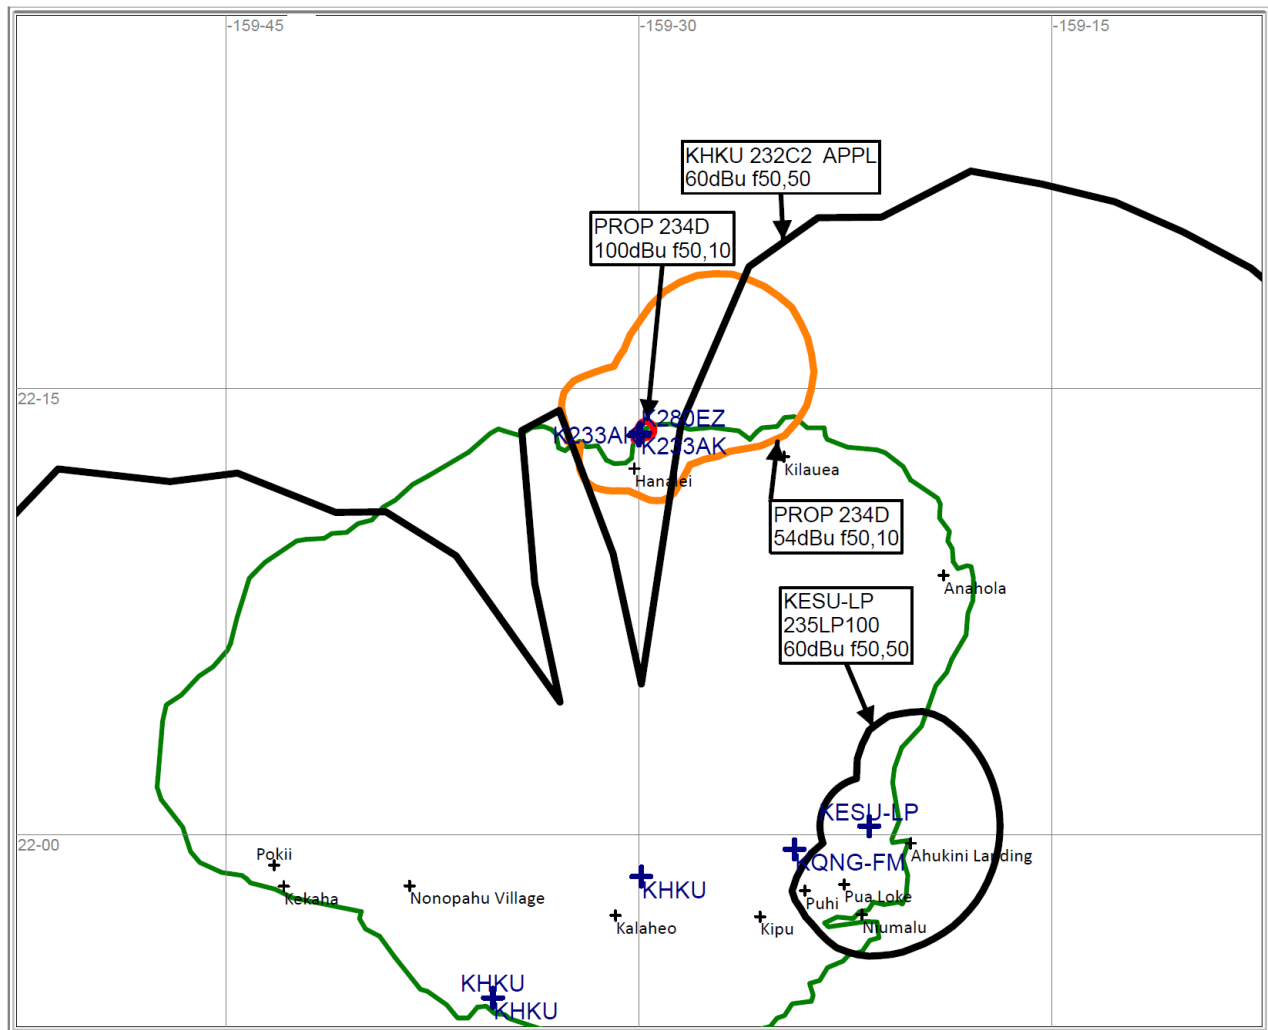 -159-45
-159-30
-159-15
KHKU 232C2  APPL
60dBu f50,50
PROP 234D
100dBu f50,10
22-15
K280EZ
K233AK
K233AK
Hanalei
Kilauea
PROP 234D
54dBu f50,10
KESU-LP
235LP100
60dBu f50,50
Anahola
KESU-LP
22-00
Pokii
KQNG-FM
Ahukini Landing
Kekaha
Nonopahu Village
KHKU
Puhi
Pua Loke
Kalaheo
Kipu
Niumalu
KHKU
KHKU